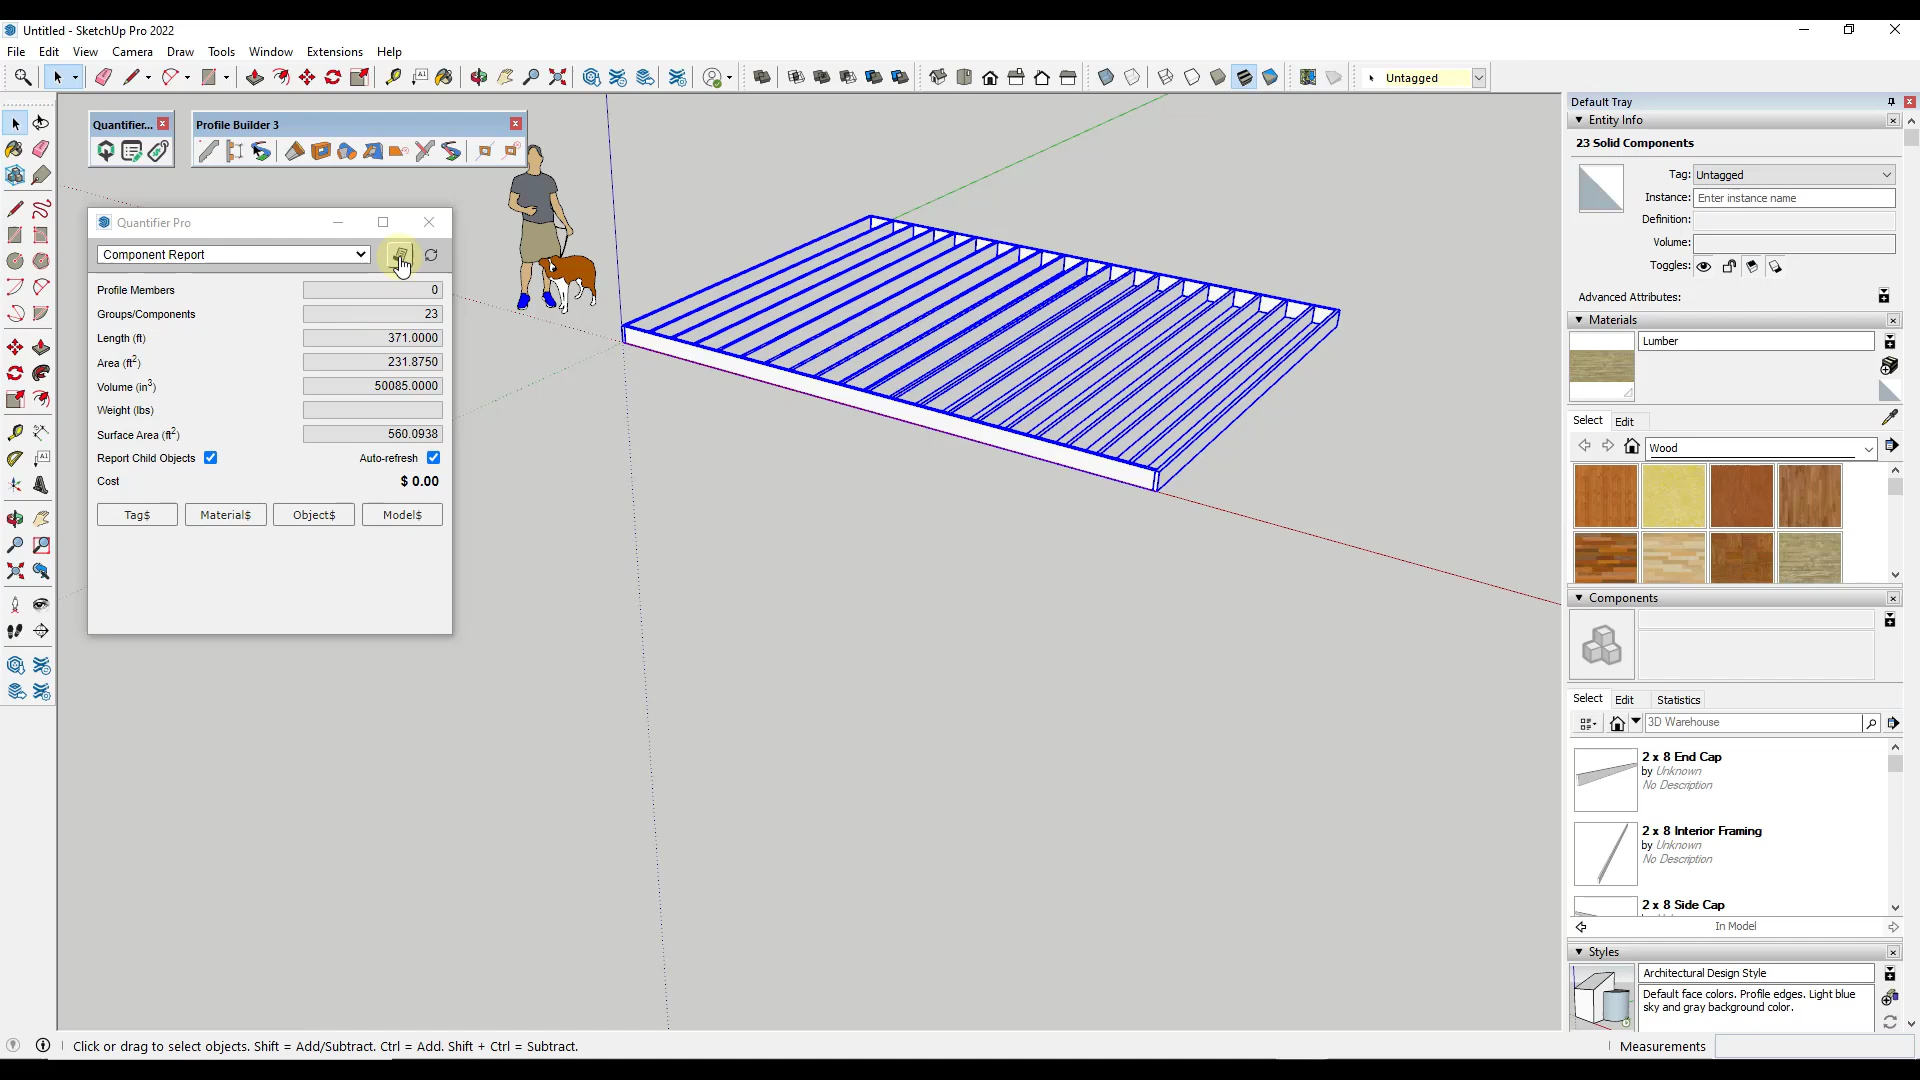 Untitled - SketchUp Pro 2022
File Edit View Camera Draw Tools Window Extensions Help
Untagged
Quantifier...
Profile Builder 3
Quantifier Pro
Component Report
Profile Members 0
Groups/Components 23
Length (ft) 371.0000
Area (ft2) 231.8750
Volume (in3) 50085.0000
Weight (lbs)
Surface Area (ft2) 560.0938
Report Child Objects Auto-refresh
Cost $ 0.00
Tag$ Material$ Object$ Model$
Default Tray
Entity Info
23 Solid Components
Tag: Untagged
Instance: Enter instance name
Definition:
Volume:
Toggles:
Advanced Attributes:
Materials
Lumber
Select Edit
Wood
Components
Select Edit Statistics
3D Warehouse
2 x 8 End Cap
by Unknown
No Description
2 x 8 Interior Framing
by Unknown
No Description
2 x 8 Side Cap
In Model
Styles
Architectural Design Style
Default face colors. Profile edges. Light blue
sky and gray background color.
Click or drag to select objects. Shift = Add/Subtract. Ctrl = Add. Shift + Ctrl = Subtract.
Measurements